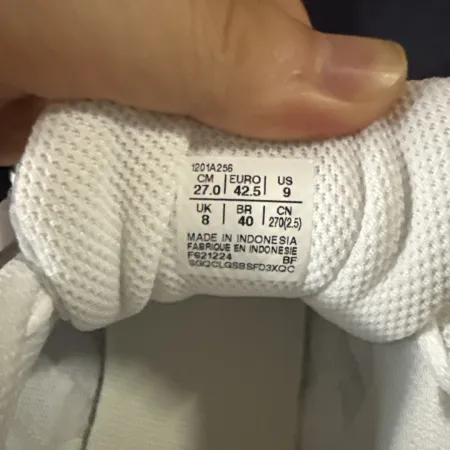 1201A256
CM EURO US
27.0 42.5 9
UK BR CN
8 40 270(2.5)
MADE IN INDONESIA
FABRIQUE EN INDONESIE
F621224 BF
SGQCLGSBSFD3XQC